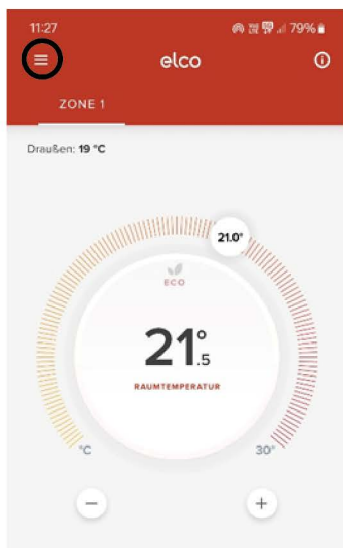 11:27 79%
elco
ZONE 1
Draußen: 19 °C
21.0°
ECO
21°.5
RAUMTEMPERATUR
°C 30°
− +